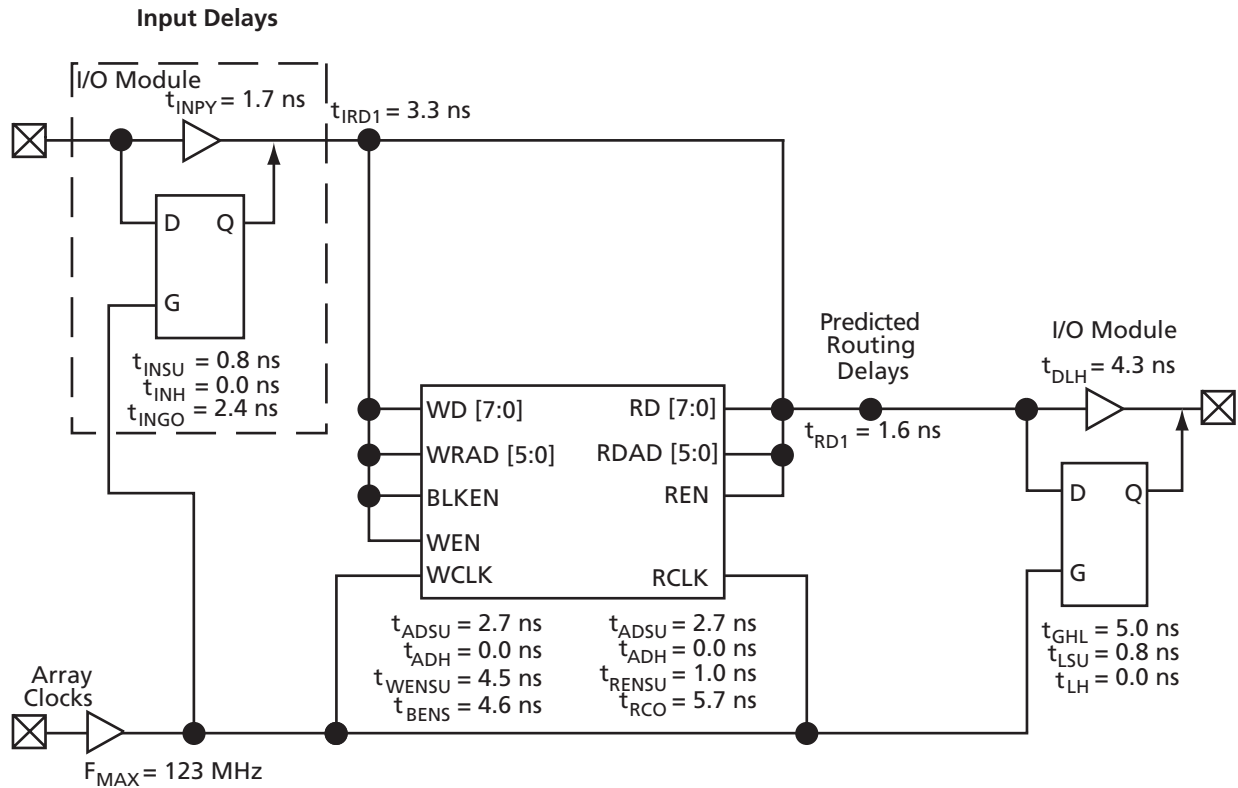 Input Delays
I/O Module
tINPY = 1.7 ns
tIRD1 = 3.3 ns
D Q
G
tINSU = 0.8 ns
tINH = 0.0 ns
tINGO = 2.4 ns
Predicted
Routing
Delays
I/O Module
tDLH = 4.3 ns
WD [7:0] RD [7:0]
tRD1 = 1.6 ns
WRAD [5:0] RDAD [5:0]
BLKEN REN
WEN
WCLK RCLK
D Q
G
tADSU = 2.7 ns
tADH = 0.0 ns
tWENSU = 4.5 ns
tBENS = 4.6 ns
tADSU = 2.7 ns
tADH = 0.0 ns
tRENSU = 1.0 ns
tRCO = 5.7 ns
tGHL = 5.0 ns
tLSU = 0.8 ns
tLH = 0.0 ns
Array
Clocks
FMAX = 123 MHz